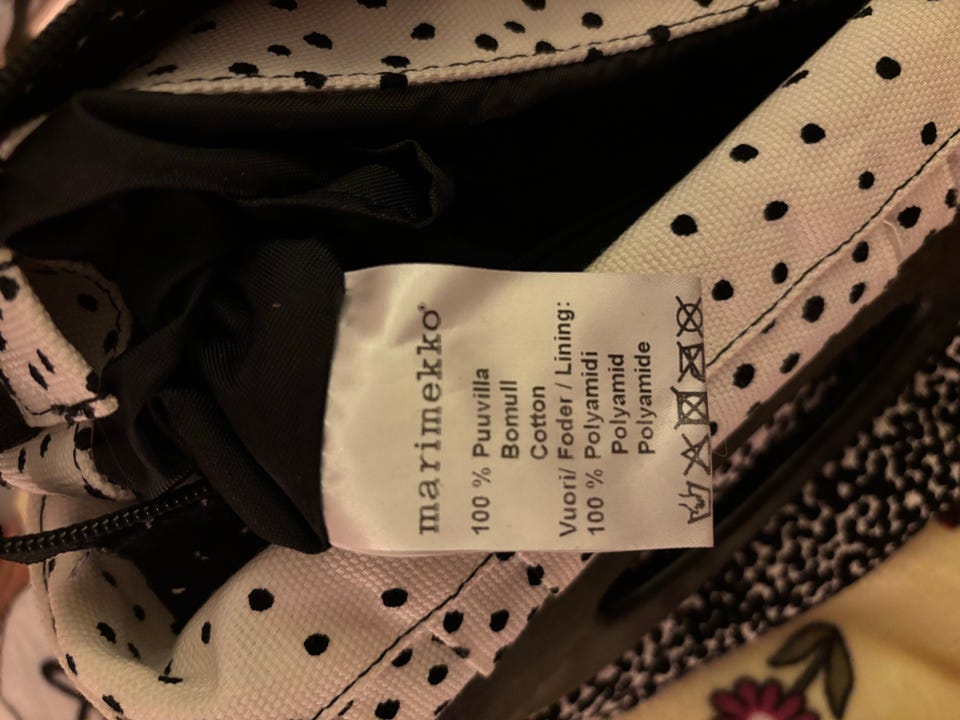 marimekko®
100 % Puuvilla
Bomull
Cotton
Vuori/ Foder / Lining:
100 % Polyamidi
Polyamid
Polyamide